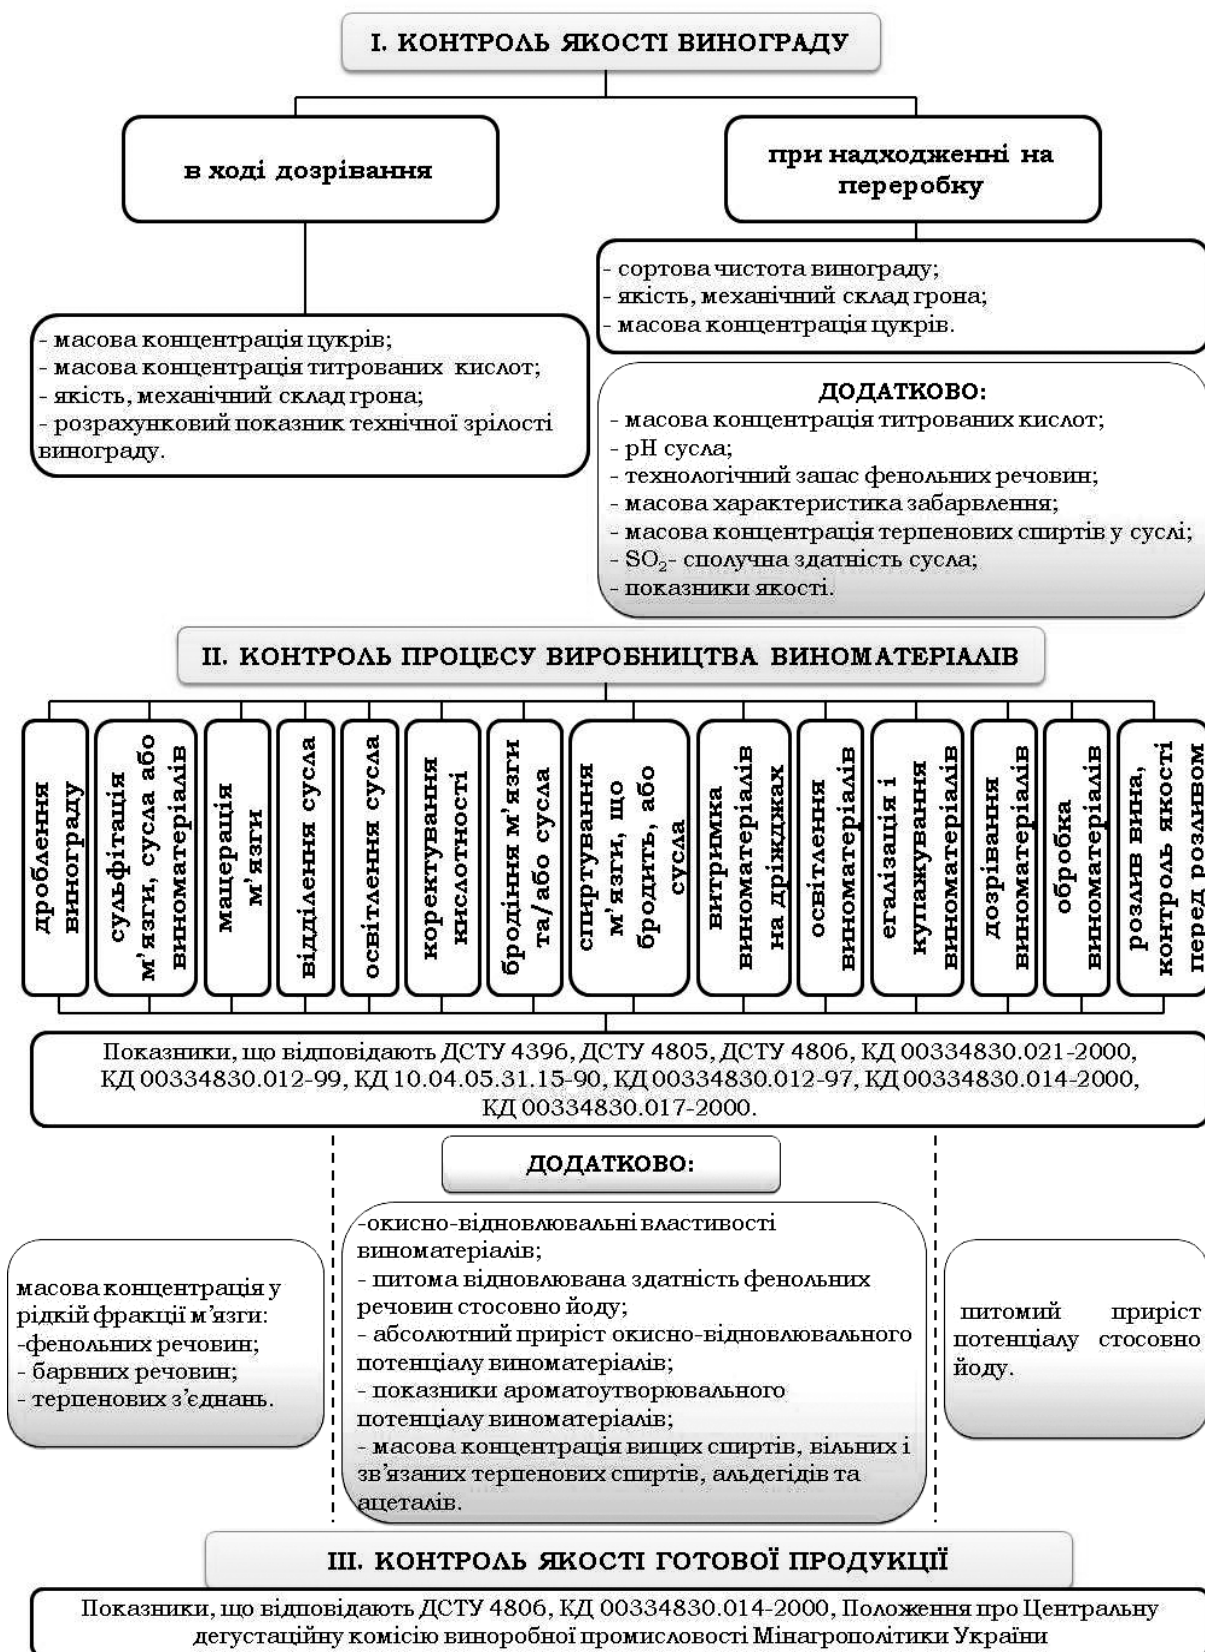 I. КОНТРОЛЬ ЯКОСТІ ВИНОГРАДУ
в ході дозрівання
при надходженні на
переробку
- масова концентрація цукрів;
- масова концентрація титрованих кислот;
- якість, механічний склад грона;
- розрахунковий показник технічної зрілості
винограду.
- сортова чистота винограду;
- якість, механічний склад грона;
- масова концентрація цукрів.
ДОДАТКОВО:
- масова концентрація титрованих кислот;
- рН сусла;
- технологічний запас фенольних речовин;
- масова характеристика забарвлення;
- масова концентрація терпенових спиртів у суслі;
- SO₂- сполучна здатність сусла;
- показники якості.
II. КОНТРОЛЬ ПРОЦЕСУ ВИРОБНИЦТВА ВИНОМАТЕРІАЛІВ
дроблення
винограду
сульфітація
м'язги, сусла або
виноматеріалів
мацерація
м'язги
відділення сусла
освітлення сусла
коректування
кислотності
бродіння м'язги
та/або сусла
спиртування
м'язги, що
бродить, або
сусла
витримка
виноматеріалів
на дріжджах
освітлення
виноматеріалів
егалізація і
купажування
виноматеріалів
дозрівання
виноматеріалів
обробка
виноматеріалів
розлив вина,
контроль якості
перед розливом
Показники, що відповідають ДСТУ 4396, ДСТУ 4805, ДСТУ 4806, КД 00334830.021-2000,
КД 00334830.012-99, КД 10.04.05.31.15-90, КД 00334830.012-97, КД 00334830.014-2000,
КД 00334830.017-2000.
ДОДАТКОВО:
масова концентрація у
рідкій фракції м'язги:
-фенольних речовин;
- барвних речовин;
- терпенових з'єднань.
-окисно-відновлювальні властивості
виноматеріалів;
- питома відновлювана здатність фенольних
речовин стосовно йоду;
- абсолютний приріст окисно-відновлювального
потенціалу виноматеріалів;
- показники ароматоутворювального
потенціалу виноматеріалів;
- масова концентрація вищих спиртів, вільних і
зв'язаних терпенових спиртів, альдегідів та
ацеталів.
питомий приріст
потенціалу стосовно
йоду.
III. КОНТРОЛЬ ЯКОСТІ ГОТОВОЇ ПРОДУКЦІЇ
Показники, що відповідають ДСТУ 4806, КД 00334830.014-2000, Положення про Центральну
дегустаційну комісію виноробної промисловості Мінагрополітики України